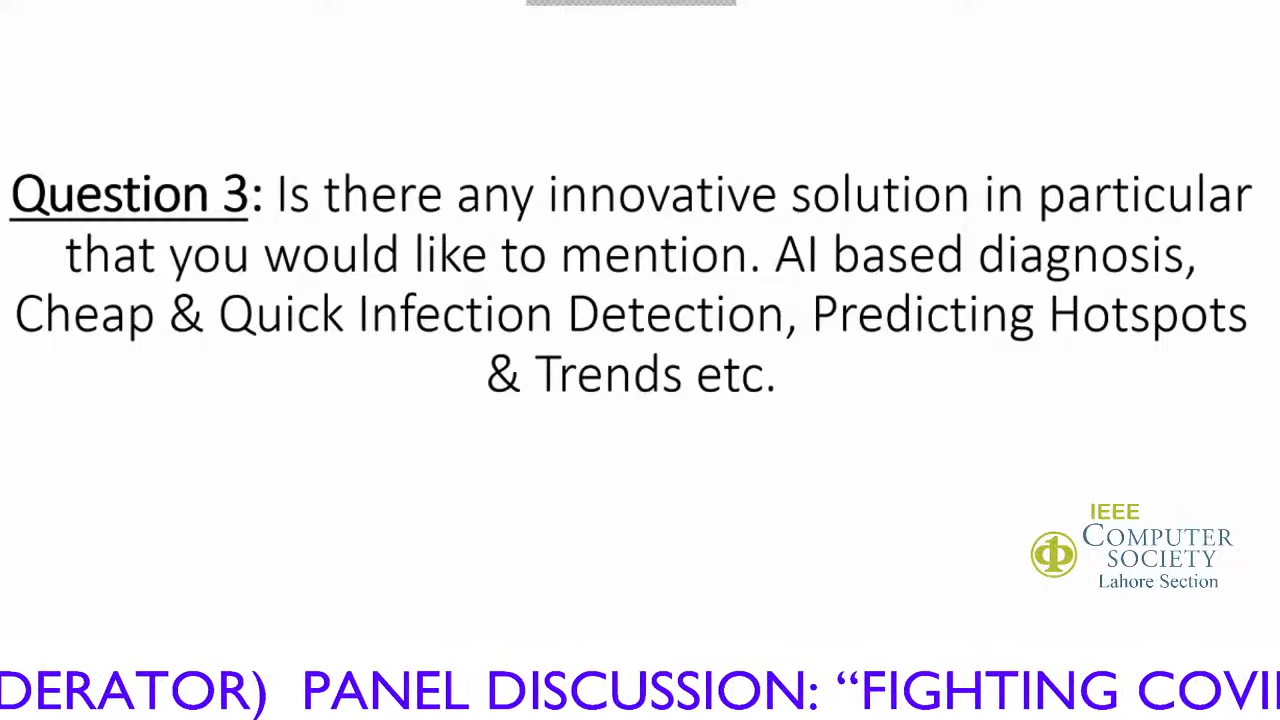 Question 3: Is there any innovative solution in particular
that you would like to mention. AI based diagnosis,
Cheap & Quick Infection Detection, Predicting Hotspots
& Trends etc.
IEEE
COMPUTER
SOCIETY
Lahore Section
DERATOR) PANEL DISCUSSION: “FIGHTING COVI